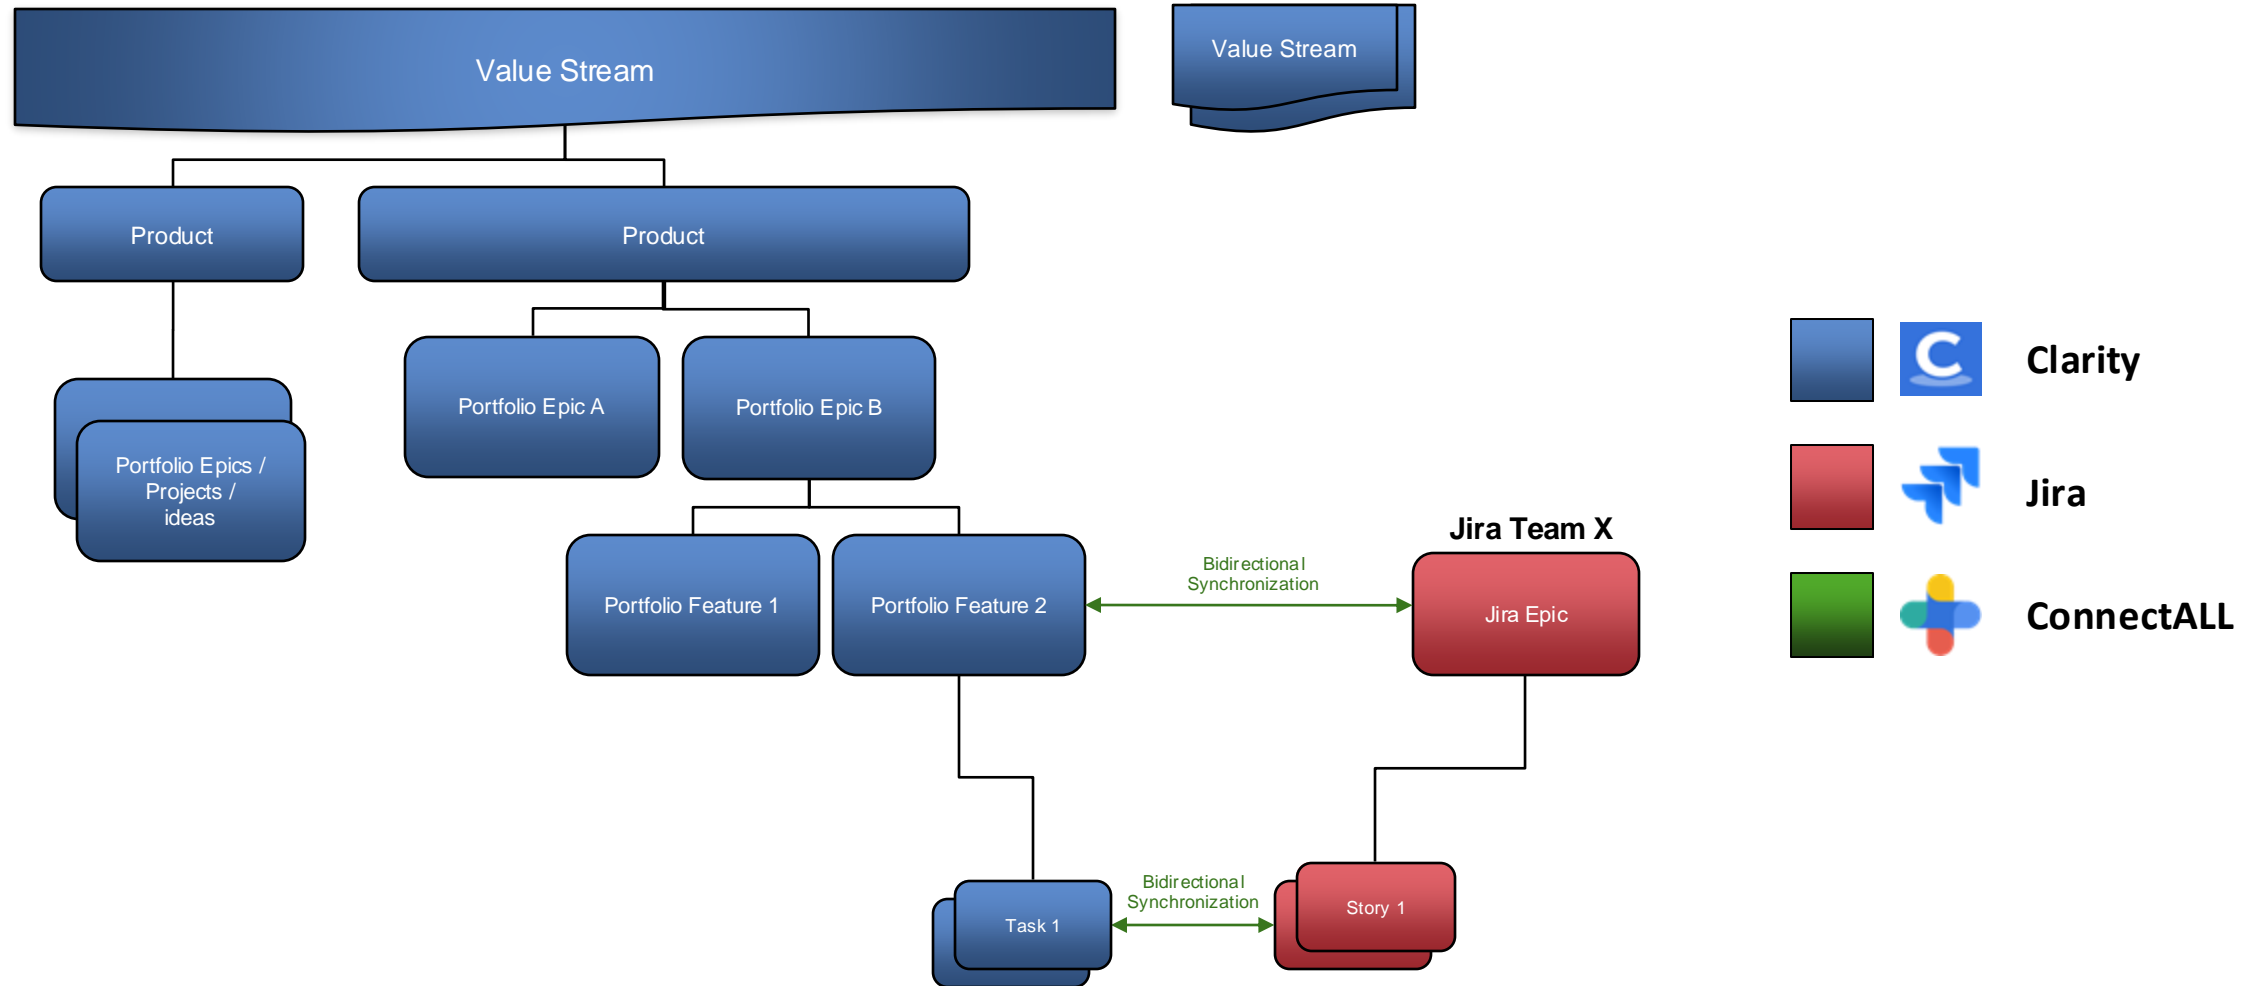 Value Stream
Value Stream
Product
Product
Portfolio Epic A
Portfolio Epic B
Portfolio Epics /
Projects /
ideas
Clarity
Jira
ConnectALL
Jira Team X
Bidirectional
Synchronization
Portfolio Feature 1
Portfolio Feature 2
Jira Epic
Bidirectional
Synchronization
Task 1
Story 1